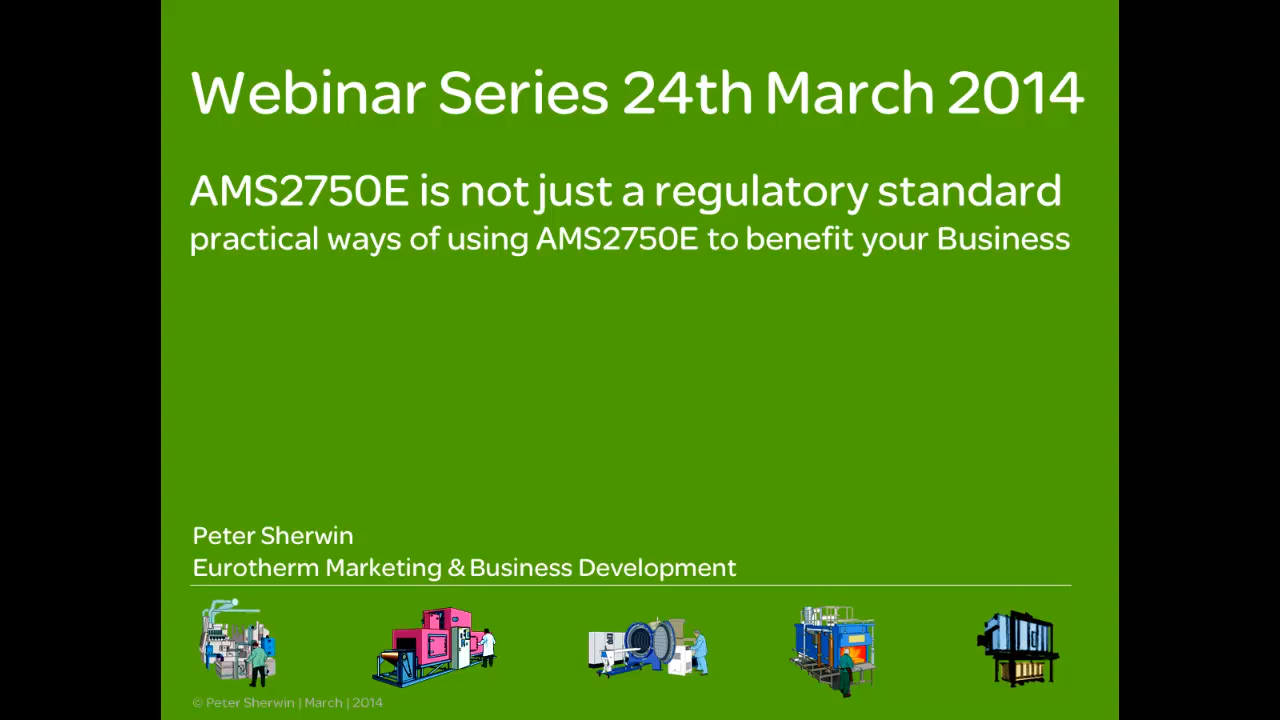 Webinar Series 24th March 2014
AMS2750E is not just a regulatory standard
practical ways of using AMS2750E to benefit your Business
Peter Sherwin
Eurotherm Marketing & Business Development
© Peter Sherwin | March | 2014